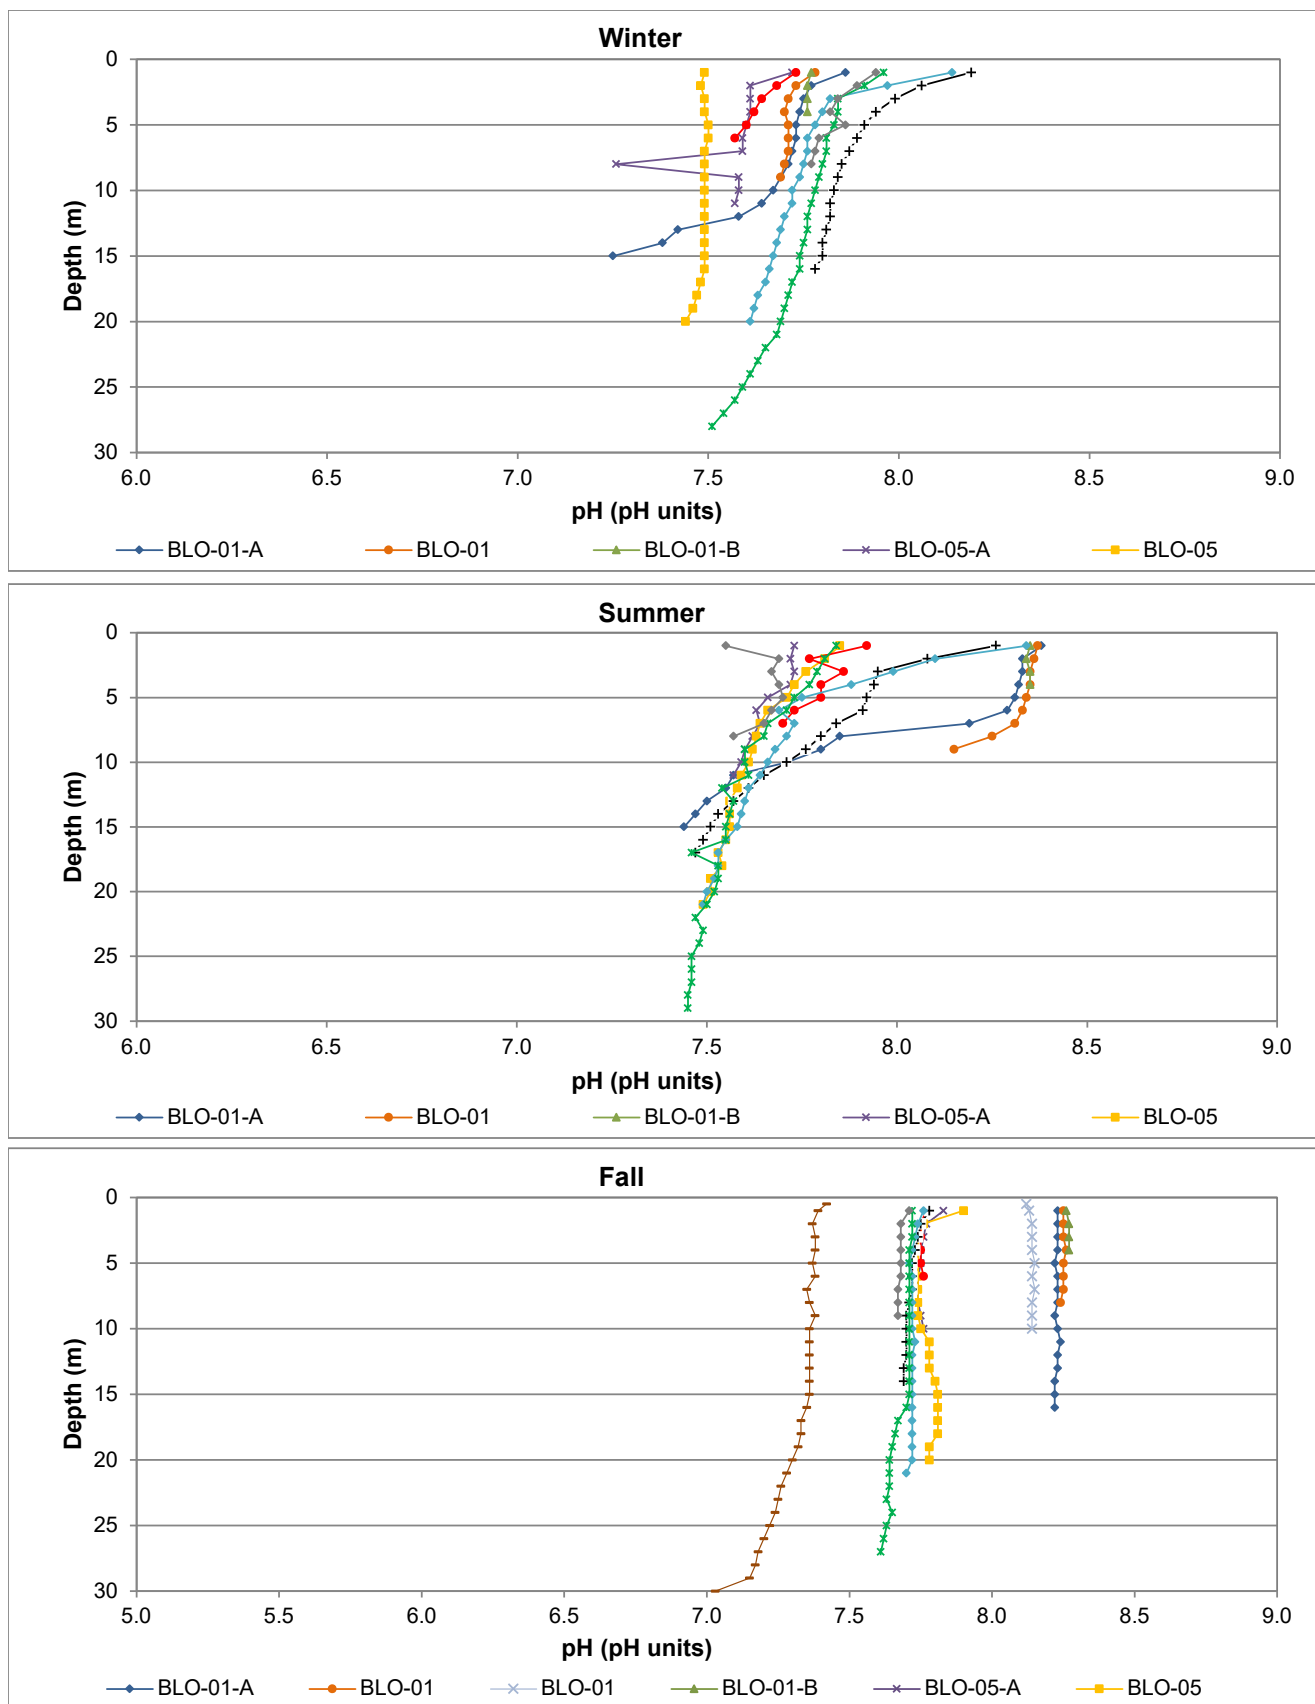 Winter
0
5
10
15
20
25
30
Depth (m)
6.0 6.5 7.0 7.5 8.0 8.5 9.0
pH (pH units)
BLO-01-A BLO-01 BLO-01-B BLO-05-A BLO-05
Summer
0
5
10
15
20
25
30
Depth (m)
6.0 6.5 7.0 7.5 8.0 8.5 9.0
pH (pH units)
BLO-01-A BLO-01 BLO-01-B BLO-05-A BLO-05
Fall
0
5
10
15
20
25
30
Depth (m)
5.0 5.5 6.0 6.5 7.0 7.5 8.0 8.5 9.0
pH (pH units)
BLO-01-A BLO-01 BLO-01 BLO-01-B BLO-05-A BLO-05